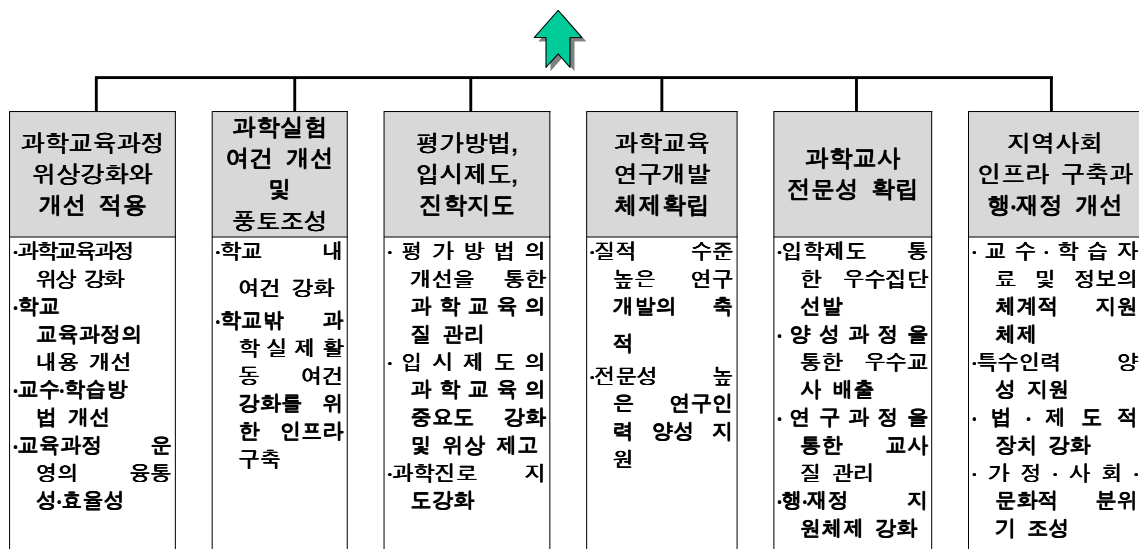 과학교육과정
위상강화와
개선 적용
·과학교육과정
위상 강화
·학교
교육과정의
내용 개선
·교수·학습방
법 개선
·교육과정 운
영의 융통
성·효율성
과학실험
여건 개선
및
풍토조성
·학교 내
여건 강화
·학교밖 과
학실제활
동 여건
강화를 위
한 인프라
구축
평가방법,
입시제도,
진학지도
·평가방법의
개선을 통한
과학교육의
질 관리
·입시제도의
과학교육의
중요도 강화
및 위상 제고
·과학진로 지
도강화
과학교육
연구개발
체제확립
·질적 수준
높은 연구
개발의 축
적
·전문성 높
은 연구인
력 양성 지
원
과학교사
전문성 확립
·입학제도 통
한 우수집단
선발
·양성과정을
통한 우수교
사 배출
·연구과정을
통한 교사
질 관리
·행·재정 지
원체제 강화
지역사회
인프라 구축과
행·재정 개선
·교수·학습자
료 및 정보의
체계적 지원
체제
·특수인력 양
성 지원
·법·제도적
장치 강화
·가정·사회·
문화적 분위
기 조성